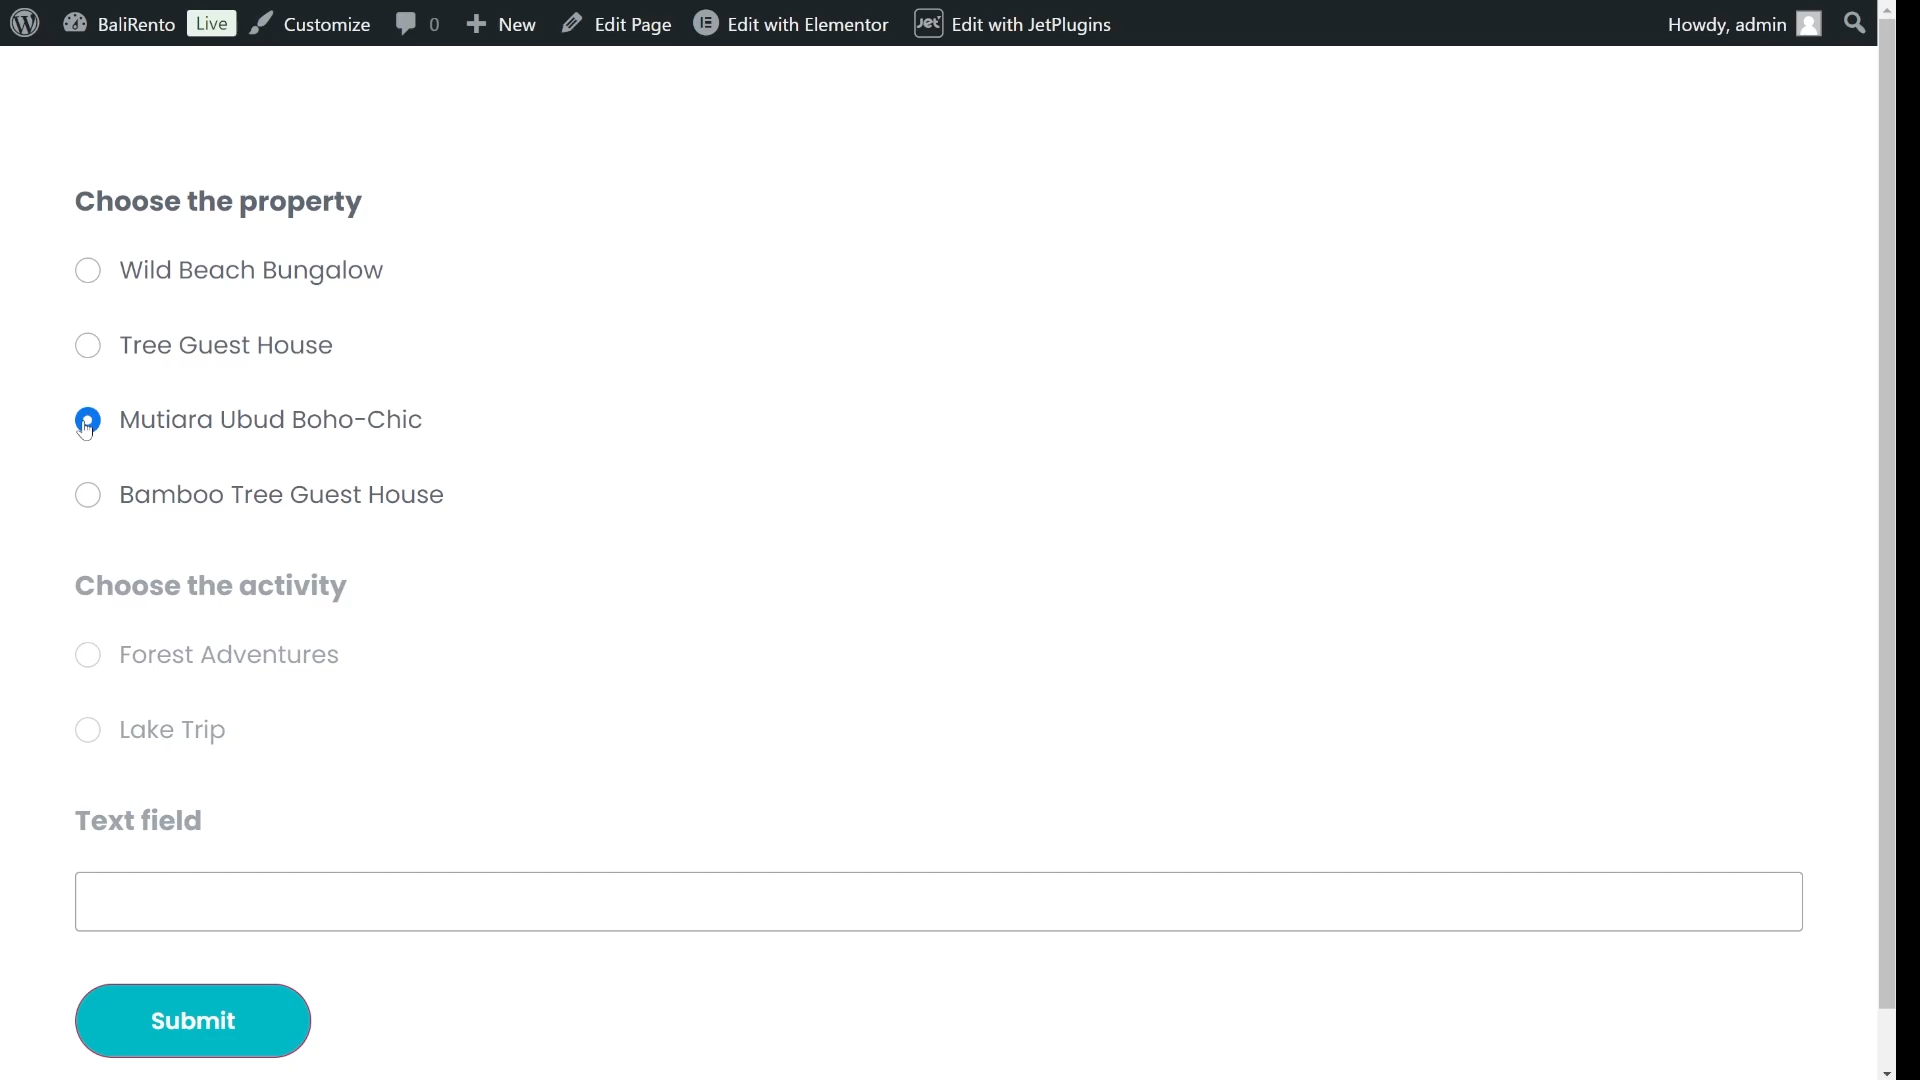 BaliRento Live Customize 0 New Edit Page Edit with Elementor Jet Edit with JetPlugins Howdy, admin
Choose the property
Wild Beach Bungalow
Tree Guest House
Mutiara Ubud Boho-Chic
Bamboo Tree Guest House
Choose the activity
Forest Adventures
Lake Trip
Text field
Submit